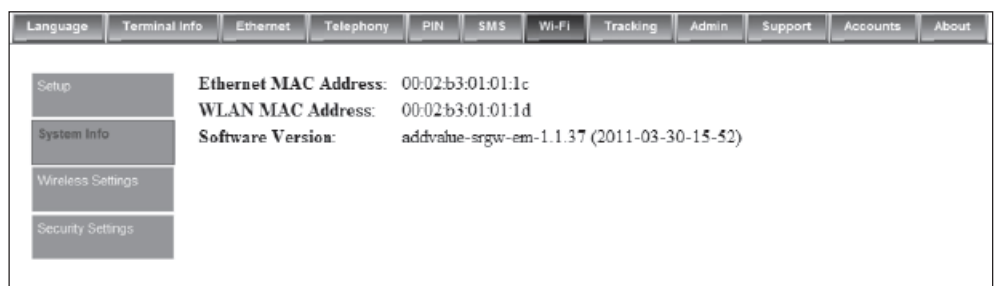 Language Terminal Info Ethernet Telephony PIN SMS Wi-Fi Tracking Admin Support Accounts About
Setup
System Info
Wireless Settings
Security Settings
Ethernet MAC Address: 00:02:b3:01:01:1c
WLAN MAC Address: 00:02:b3:01:01:1d
Software Version: addvalue-srgw-em-1.1.37 (2011-03-30-15-52)